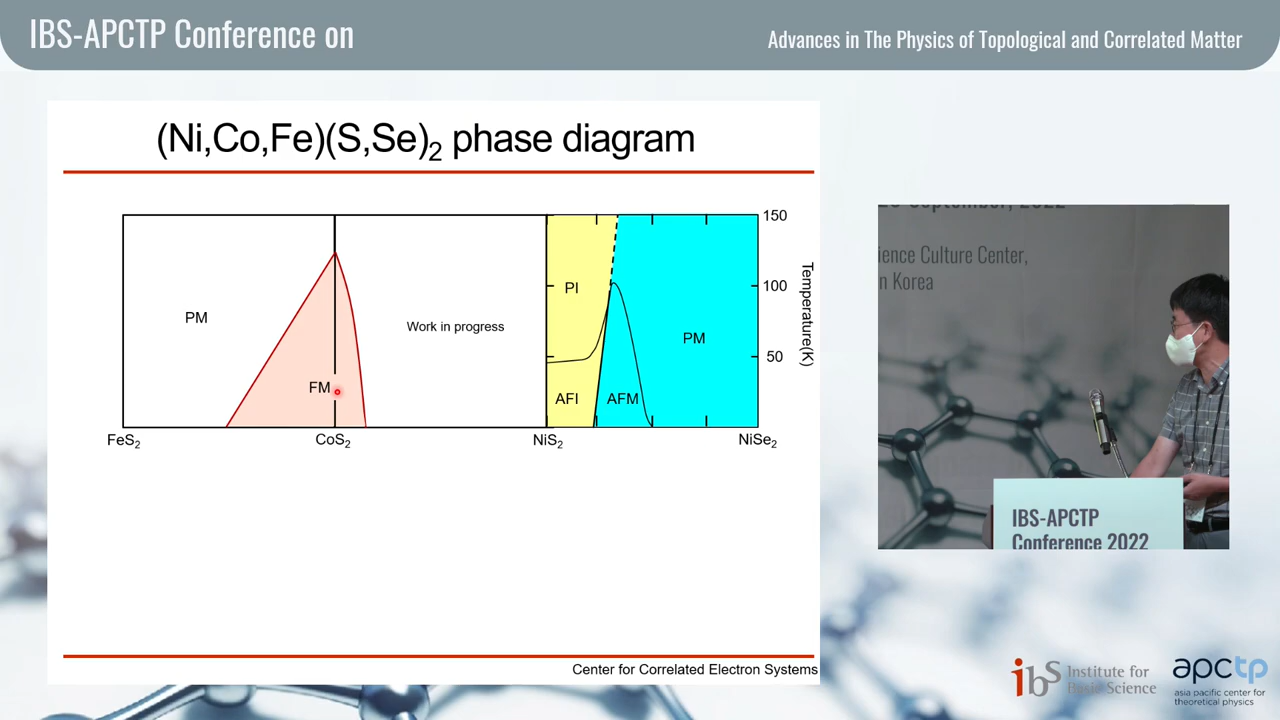 IBS-APCTP Conference on
Advances in The Physics of Topological and Correlated Matter
(Ni,Co,Fe)(S,Se)₂ phase diagram
150
PI
100
Temperature(K)
PM
Work in progress
PM
50
FM
AFI
AFM
FeS₂
CoS₂
NiS₂
NiSe₂
Center for Correlated Electron Systems
2022
ience Culture Center,
n Korea
IBS-APCTP
Conference 2022
ibs Institute for
Basic Science
apctp
asia pacific center for
theoretical physics